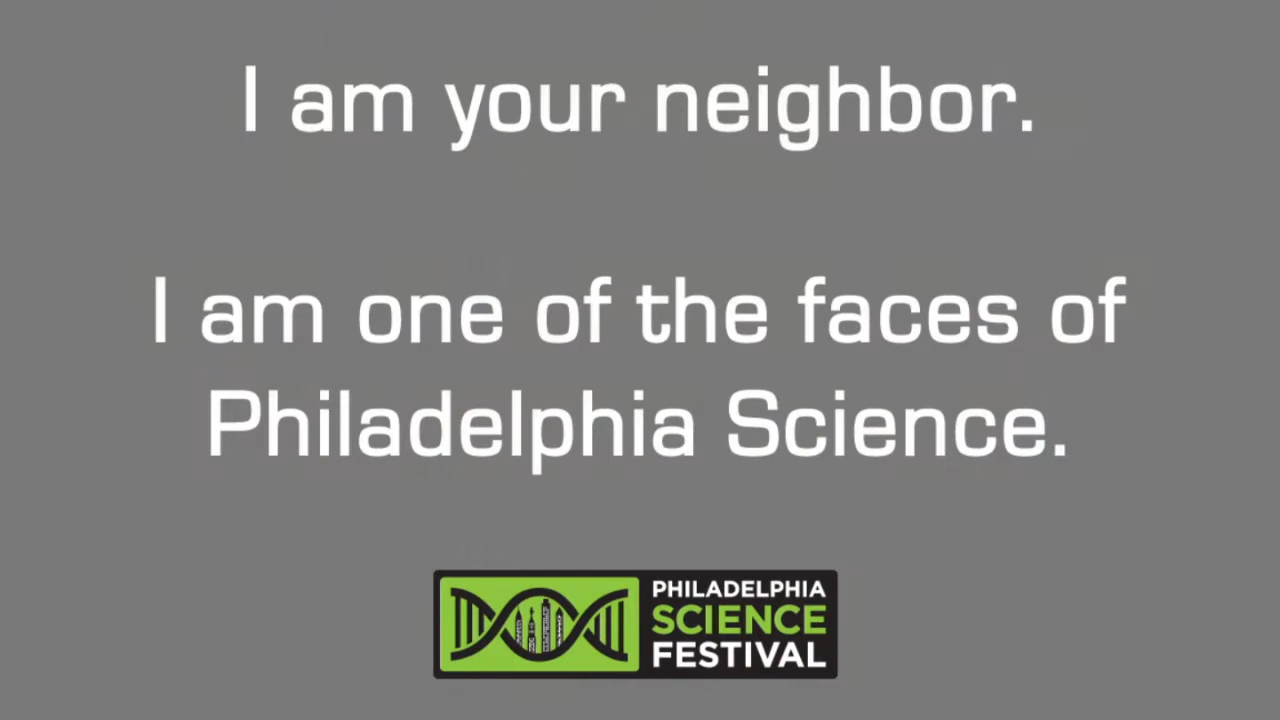 I am your neighbor.
I am one of the faces of
Philadelphia Science.
PHILADELPHIA
SCIENCE
FESTIVAL